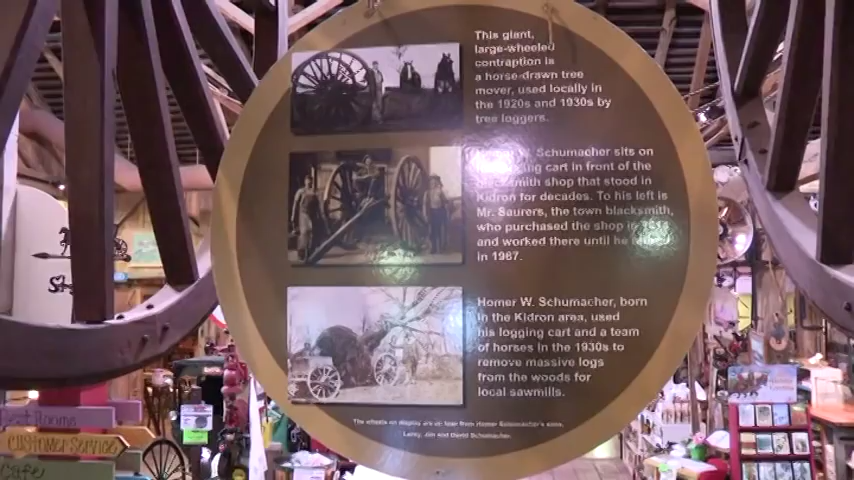 This giant,
large-wheeled
contraption is
a horse-drawn tree
mover, used locally in
the 1920s and 1930s by
tree loggers.
W. Schumacher sits on
cart in front of the
shop that stood in
Kidron for decades. To his left is
Mr. Saurers, the town blacksmith,
who purchased the shop in
and worked there until he
in 1967.
Homer W. Schumacher, born
in the Kidron area, used
his logging cart and a team
of horses in the 1930s to
remove massive logs
from the woods for
local sawmills.
The wheels on display are on loan from Homer Schumacher's sons,
Larry, Jim and David Schumacher.
Rest Rooms
Customer Service
Cafe